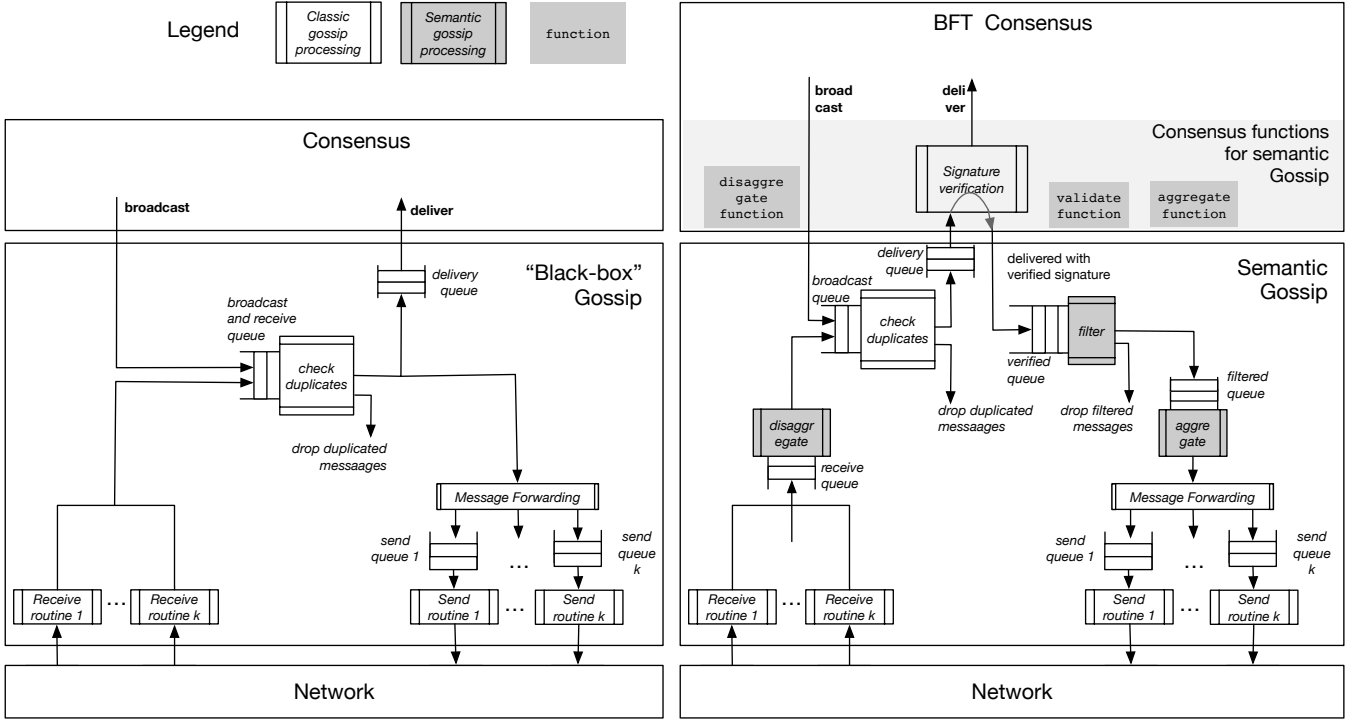 Legend
Classic
gossip
processing
Semantic
gossip
processing
function
Consensus
broadcast
deliver
"Black-box"
Gossip
delivery
queue
broadcast
and receive
queue
check
duplicates
drop duplicated
messaages
Message Forwarding
send
queue 1
...
send
queue
k
Receive
routine 1
...
Receive
routine k
Send
routine 1
...
Send
routine k
Network
BFT Consensus
broad
cast
deli
ver
Consensus functions
for semantic
Gossip
Signature
verification
disaggre
gate
function
validate
function
aggregate
function
Semantic
Gossip
delivery
queue
delivered with
verified signature
broadcast
queue
check
duplicates
filter
verified
queue
filtered
queue
drop duplicated
messaages
drop filtered
messages
disaggr
egate
aggre
gate
receive
queue
Message Forwarding
send
queue 1
...
send
queue
k
Receive
routine 1
...
Receive
routine k
Send
routine 1
...
Send
routine k
Network